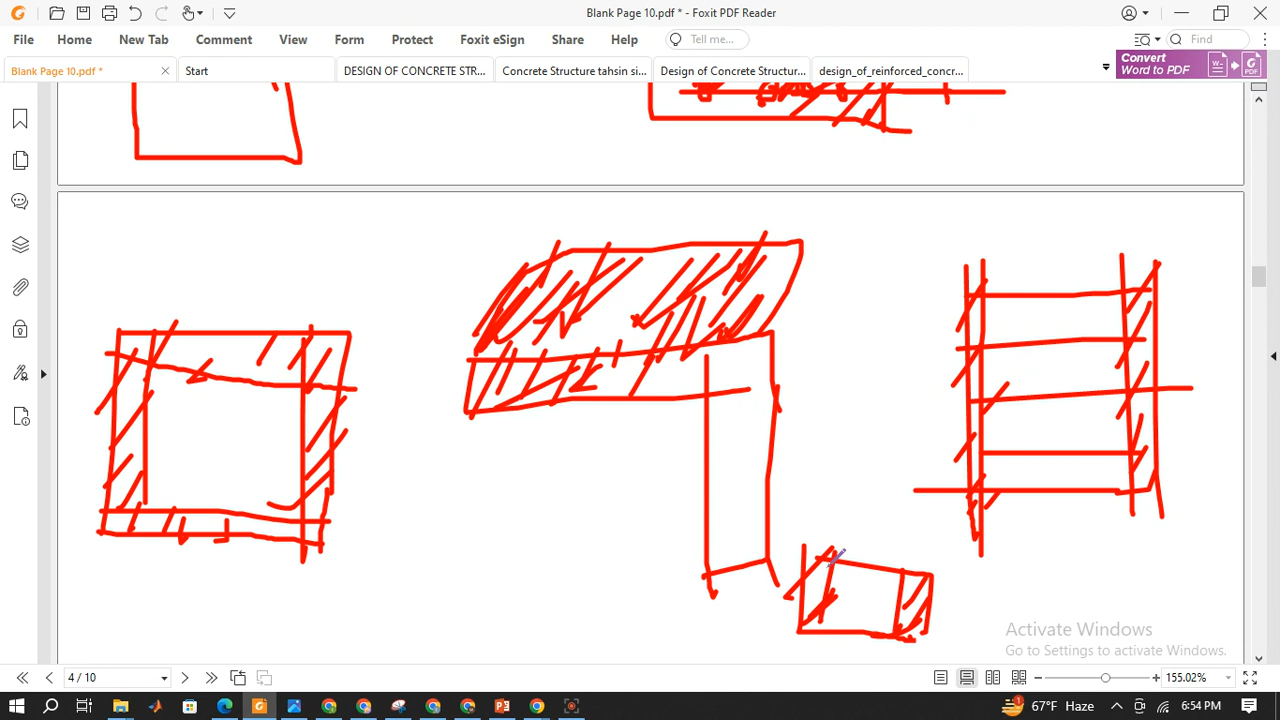 Blank Page 10.pdf * - Foxit PDF Reader
File Home New Tab Comment View Form Protect Foxit eSign Share Help Tell me... Find
Blank Page 10.pdf * Start DESIGN OF CONCRETE STR... Concrete Structure tahsin si... Design of Concrete Structur... design_of_reinforced_concr...
Convert
Word to PDF
PDF
Activate Windows
Go to Settings to activate Windows.
4 / 10 155.02%
1 67°F Haze 6:54 PM